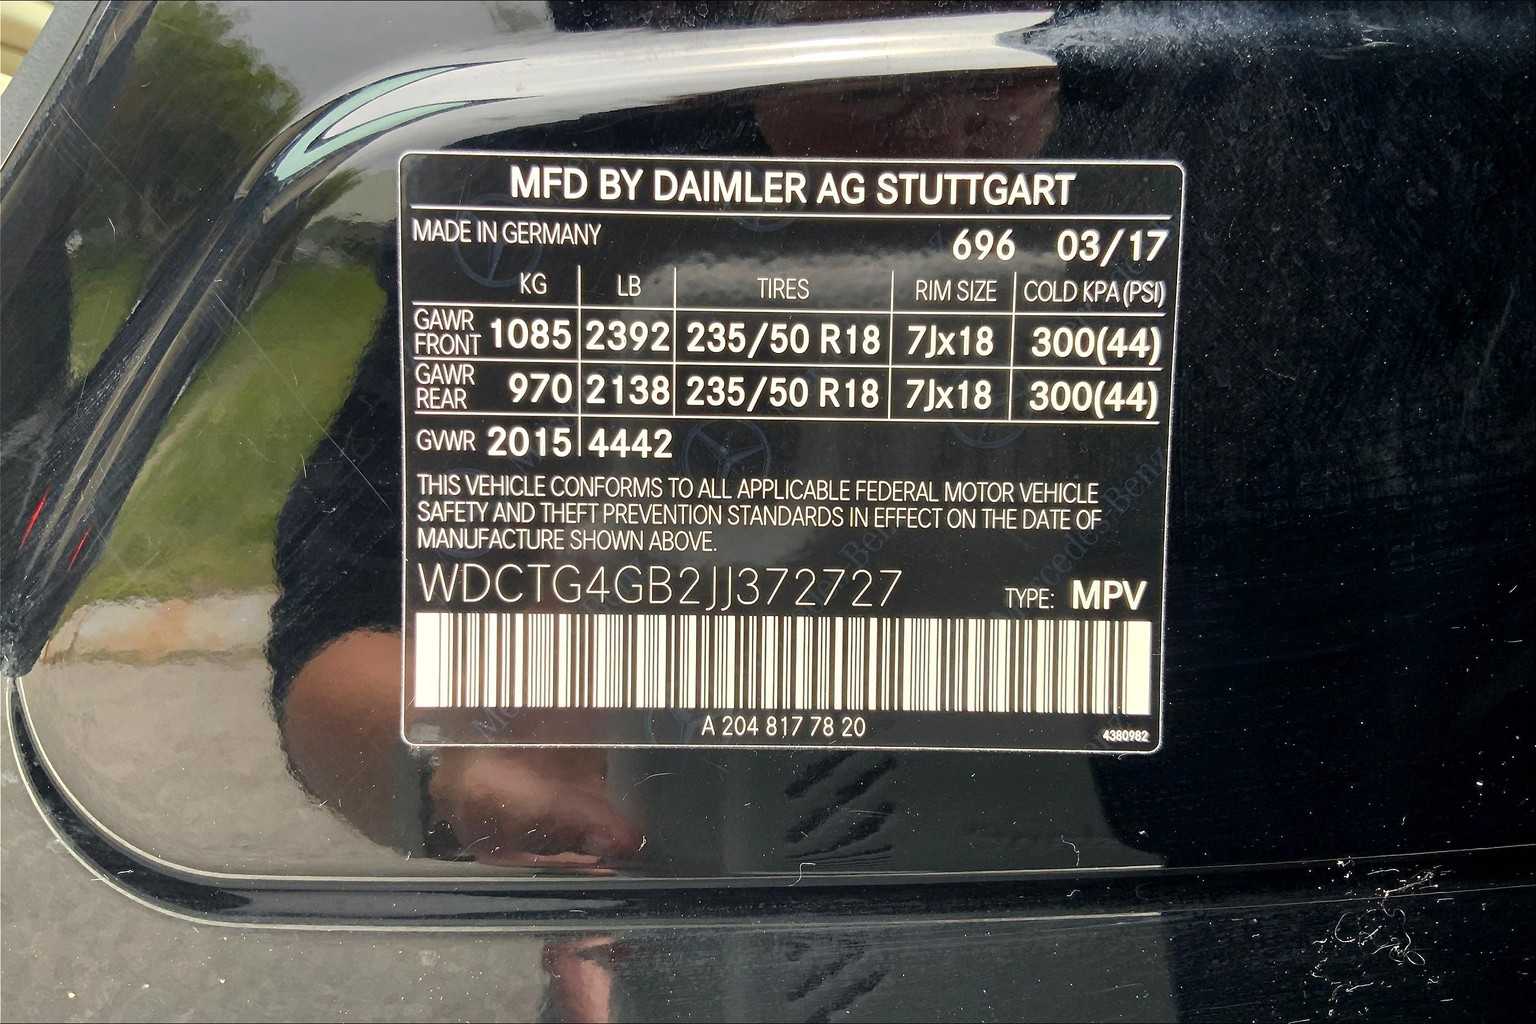 MFD BY DAIMLER AG STUTTGART
MADE IN GERMANY 696 03/17
KG LB TIRES RIM SIZE COLD KPA (PSI)
GAWR FRONT 1085 2392 235/50 R18 7Jx18 300(44)
GAWR REAR 970 2138 235/50 R18 7Jx18 300(44)
GVWR 2015 4442
THIS VEHICLE CONFORMS TO ALL APPLICABLE FEDERAL MOTOR VEHICLE
SAFETY AND THEFT PREVENTION STANDARDS IN EFFECT ON THE DATE OF
MANUFACTURE SHOWN ABOVE.
WDCTG4GB2JJ372727 TYPE: MPV
A 204 817 78 20 4380982